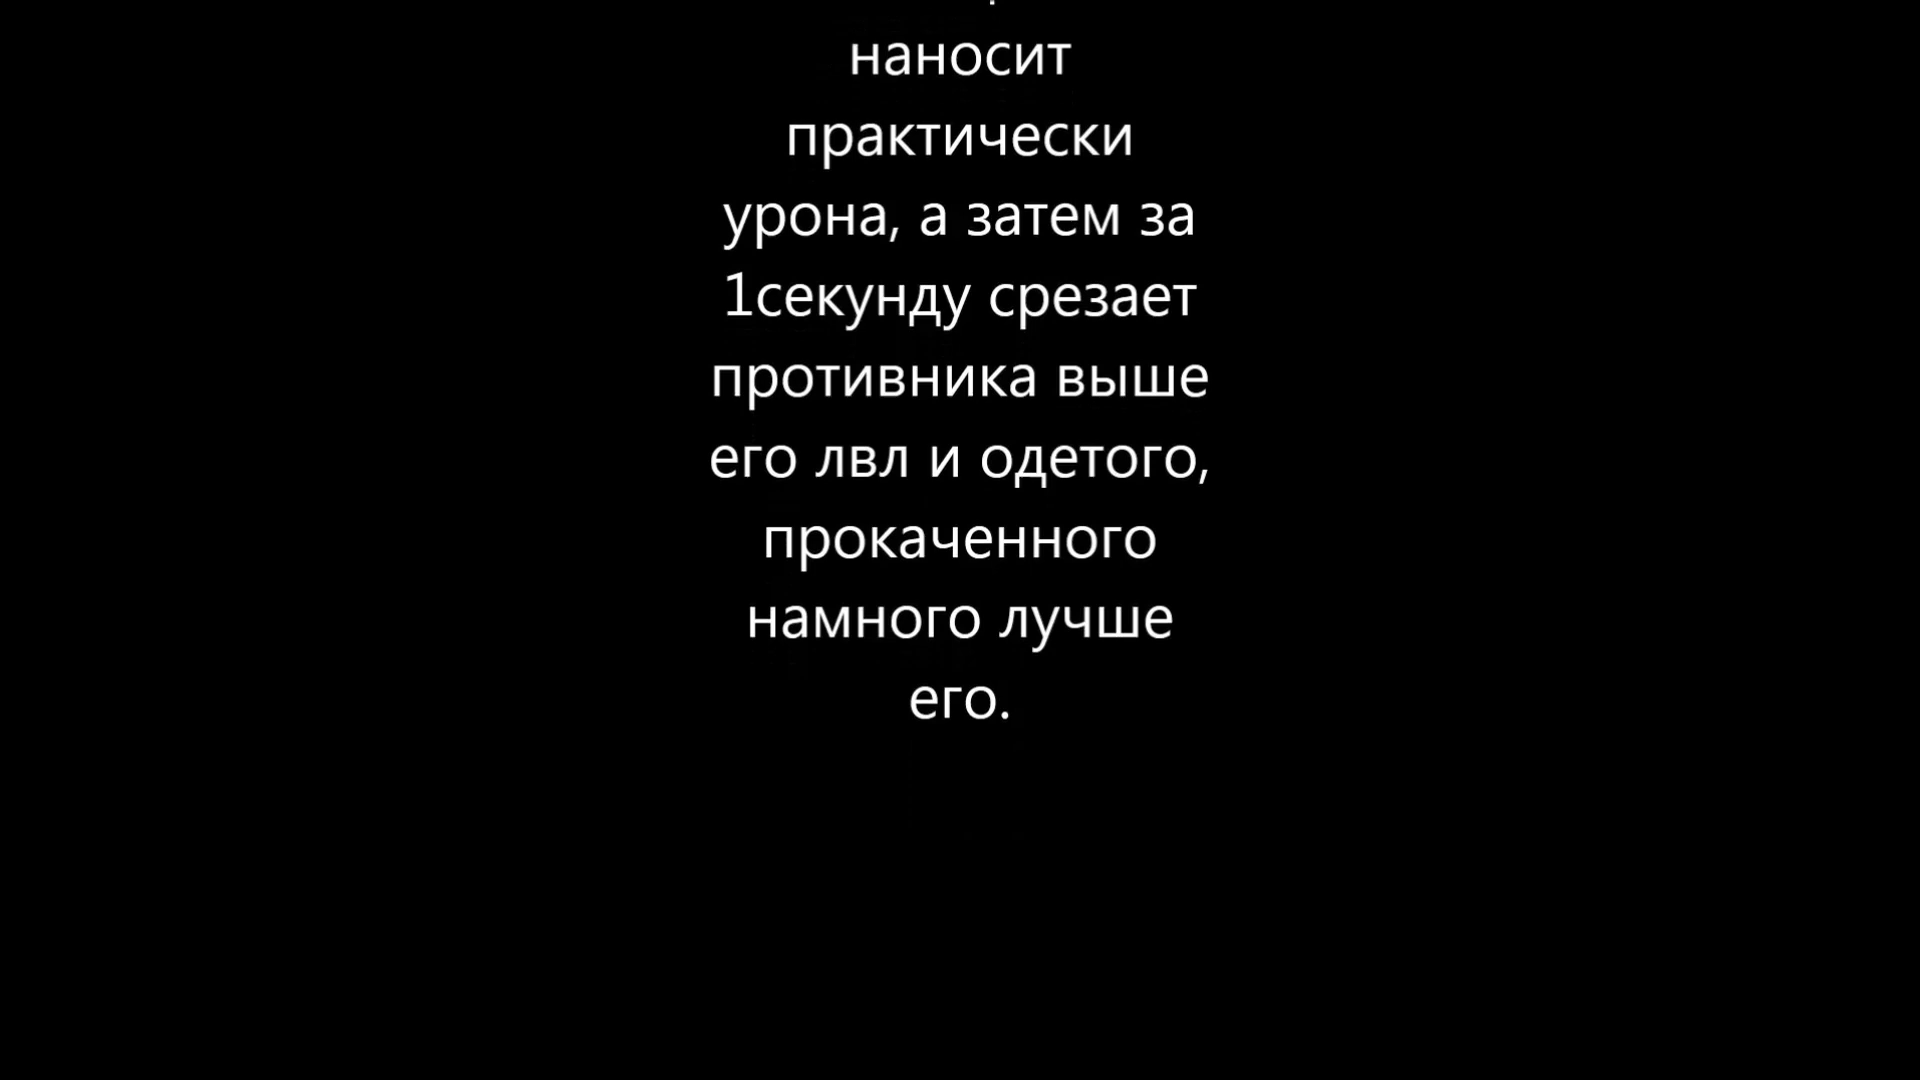 наносит
практически
урона, а затем за
1секунду срезает
противника выше
его лвл и одетого,
прокаченного
намного лучше
его.